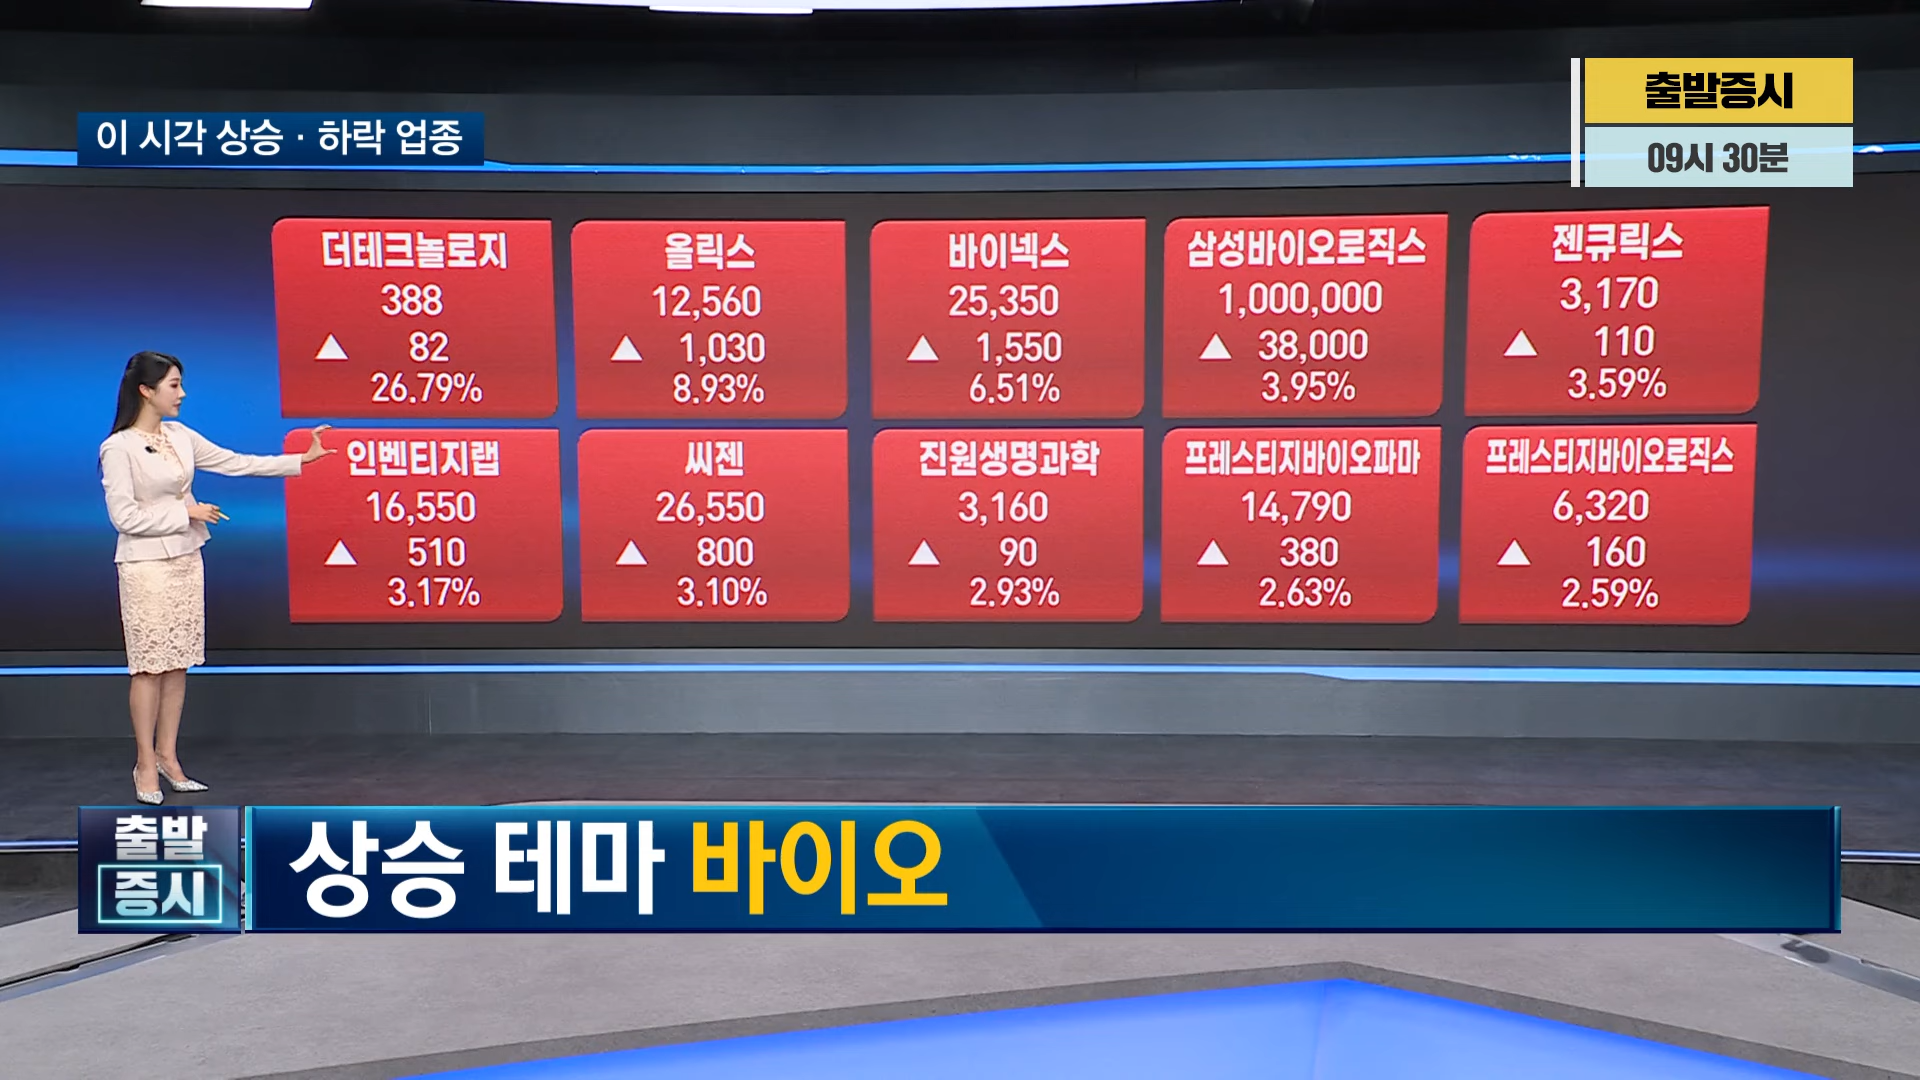 이 시각 상승 · 하락 업종
출발증시
09시 30분
더테크놀로지
388
▲ 82
26.79%
올릭스
12,560
▲ 1,030
8.93%
바이넥스
25,350
▲ 1,550
6.51%
삼성바이오로직스
1,000,000
▲ 38,000
3.95%
젠큐릭스
3,170
▲ 110
3.59%
인벤티지랩
16,550
▲ 510
3.17%
씨젠
26,550
▲ 800
3.10%
진원생명과학
3,160
▲ 90
2.93%
프레스티지바이오파마
14,790
▲ 380
2.63%
프레스티지바이오로직스
6,320
▲ 160
2.59%
출발
증시
상승 테마 바이오